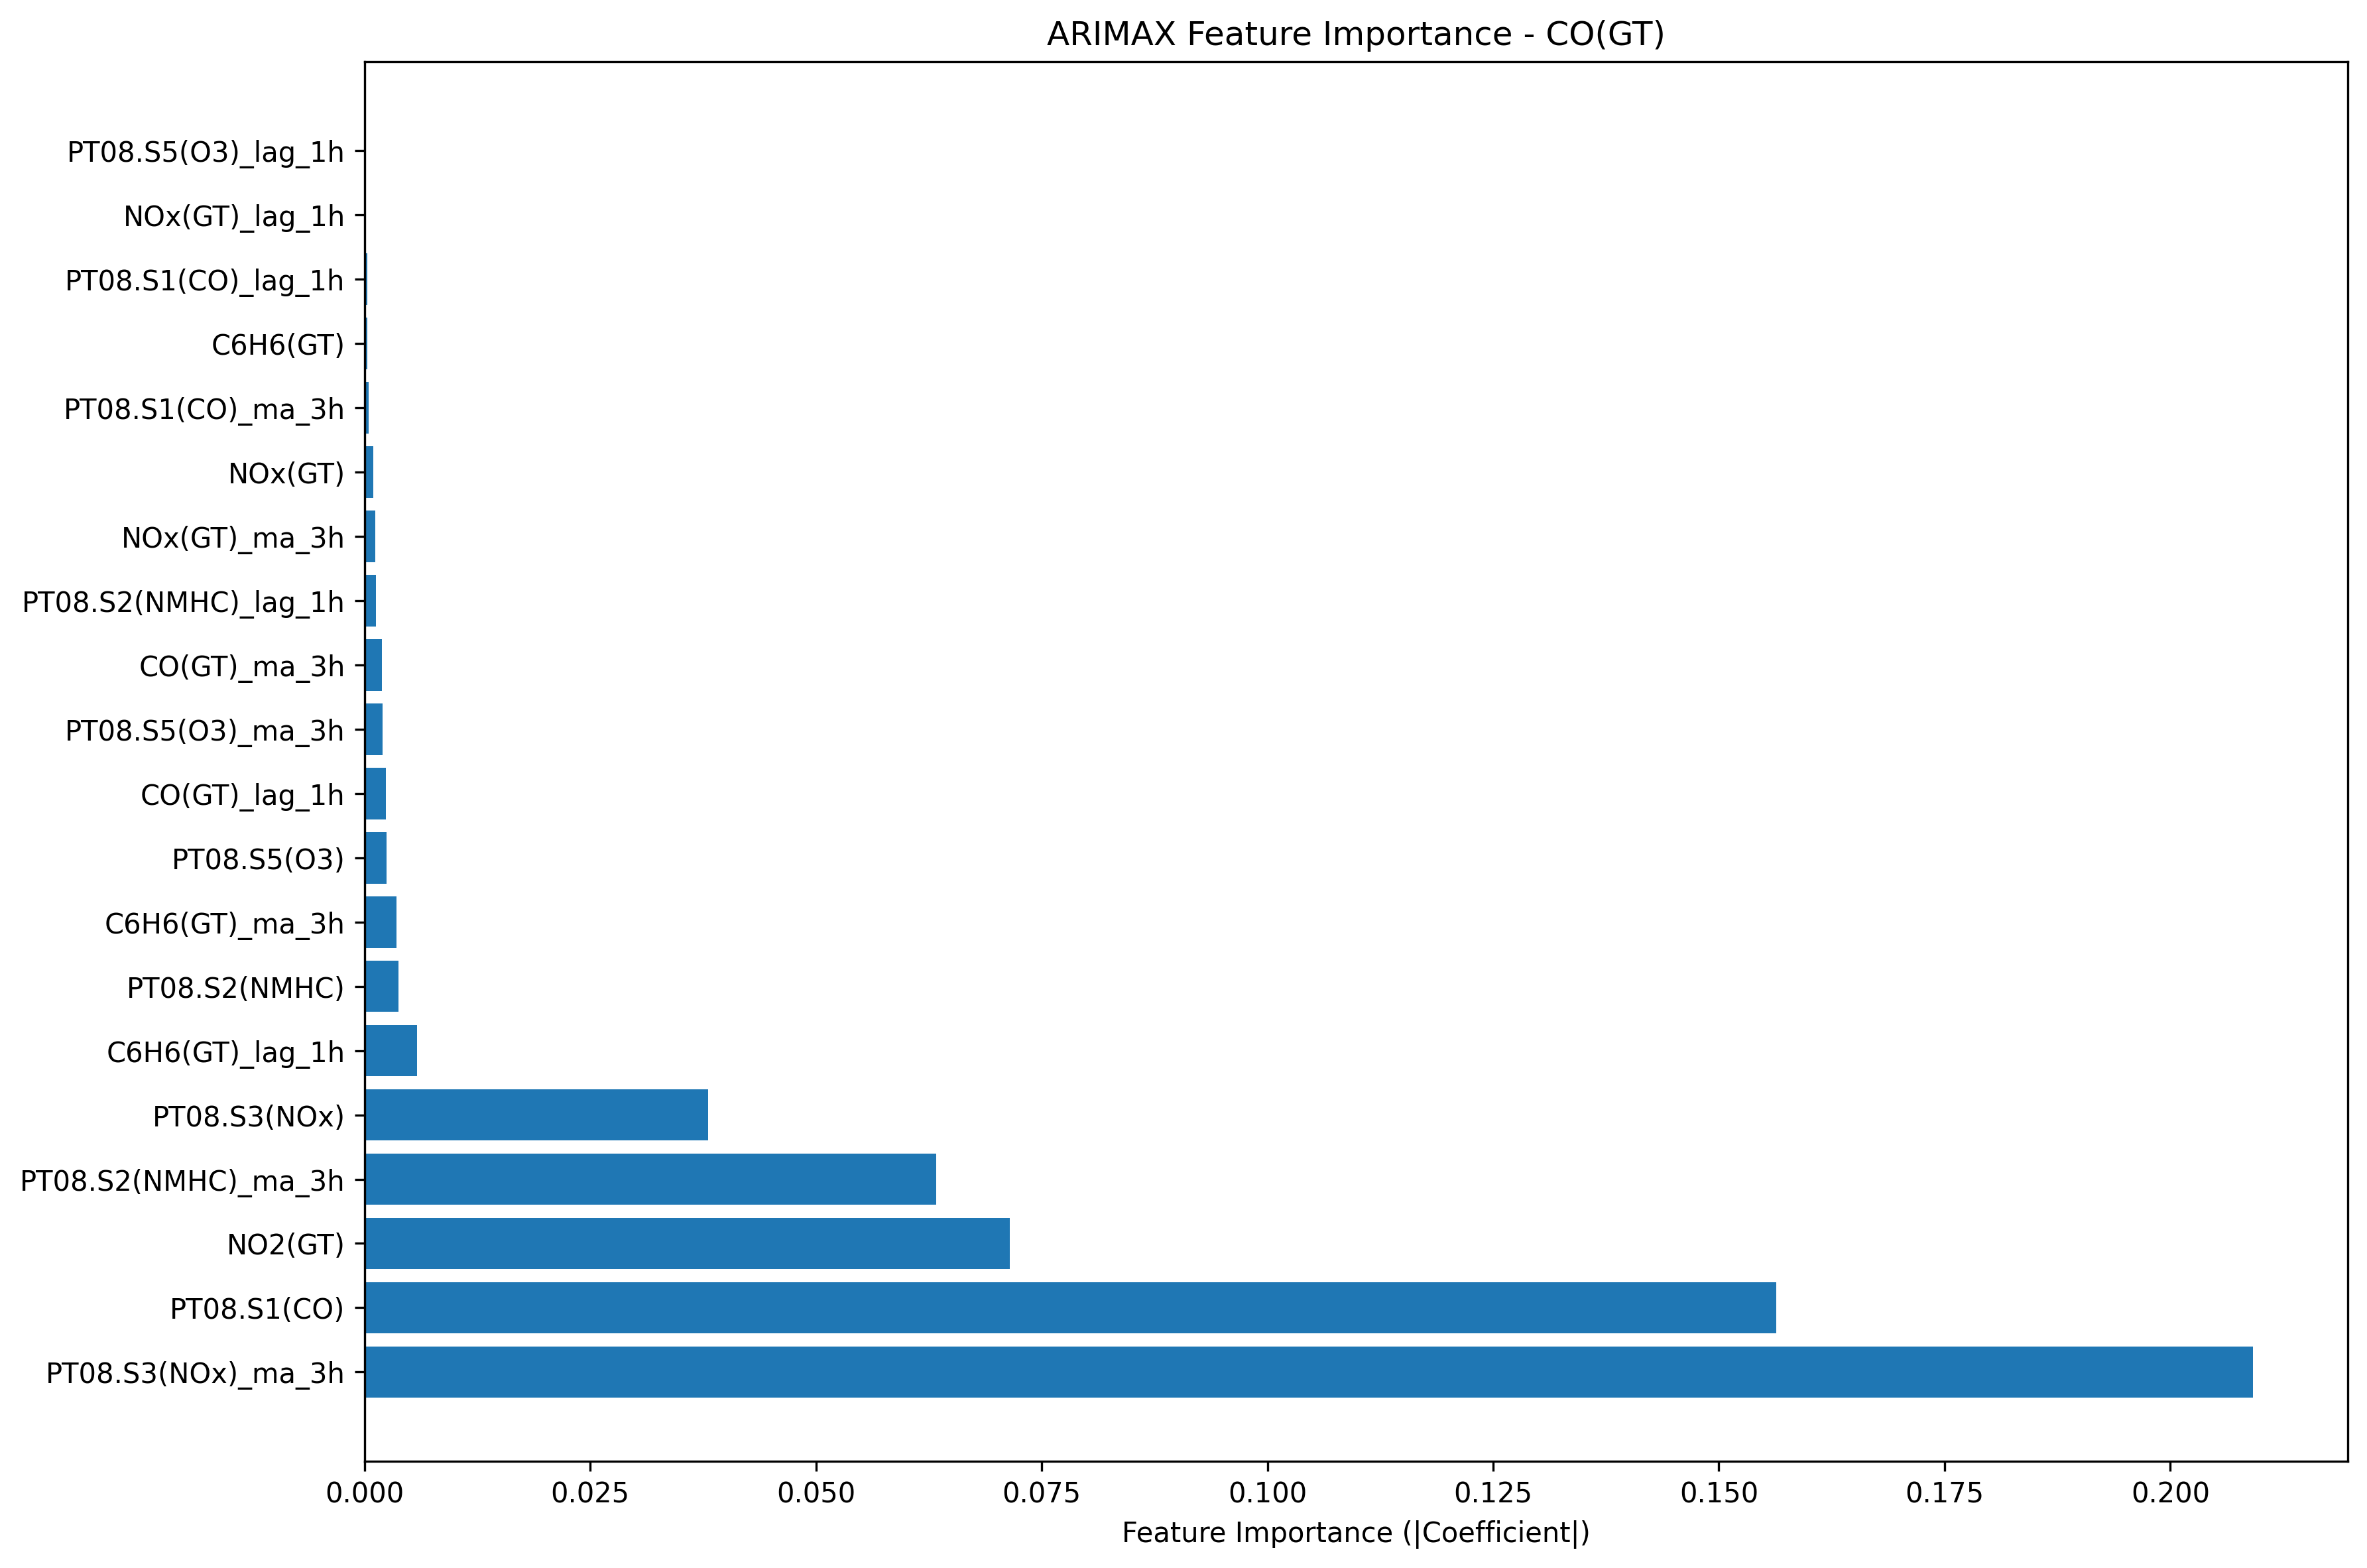 ARIMAX Feature Importance - CO(GT)
PT08.S5(O3)_lag_1h
NOx(GT)_lag_1h
PT08.S1(CO)_lag_1h
C6H6(GT)
PT08.S1(CO)_ma_3h
NOx(GT)
NOx(GT)_ma_3h
PT08.S2(NMHC)_lag_1h
CO(GT)_ma_3h
PT08.S5(O3)_ma_3h
CO(GT)_lag_1h
PT08.S5(O3)
C6H6(GT)_ma_3h
PT08.S2(NMHC)
C6H6(GT)_lag_1h
PT08.S3(NOx)
PT08.S2(NMHC)_ma_3h
NO2(GT)
PT08.S1(CO)
PT08.S3(NOx)_ma_3h
0.000 0.025 0.050 0.075 0.100 0.125 0.150 0.175 0.200
Feature Importance (|Coefficient|)